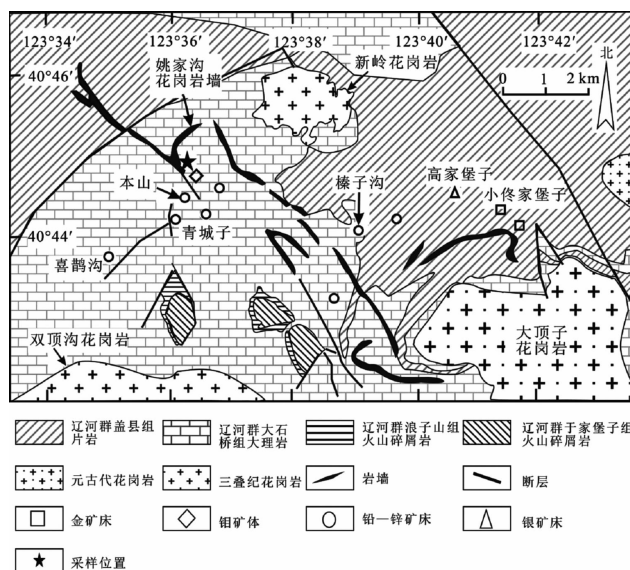 123°34′ 123°36′ 123°38′ 123°40′ 123°42′
40°46′
姚家沟
花岗岩墙
新岭花岗岩
北
0 1 2 km
本山
榛子沟
高家堡子
小佟家堡子
40°44′
青城子
喜鹊沟
双顶沟花岗岩
大顶子
花岗岩
辽河群盖县组
片岩
辽河群大石
桥组大理岩
辽河群浪子山组
火山碎屑岩
辽河群于家堡子组
火山碎屑岩
元古代花岗岩
三叠纪花岗岩
岩墙
断层
金矿床
钼矿体
铅—锌矿床
银矿床
采样位置